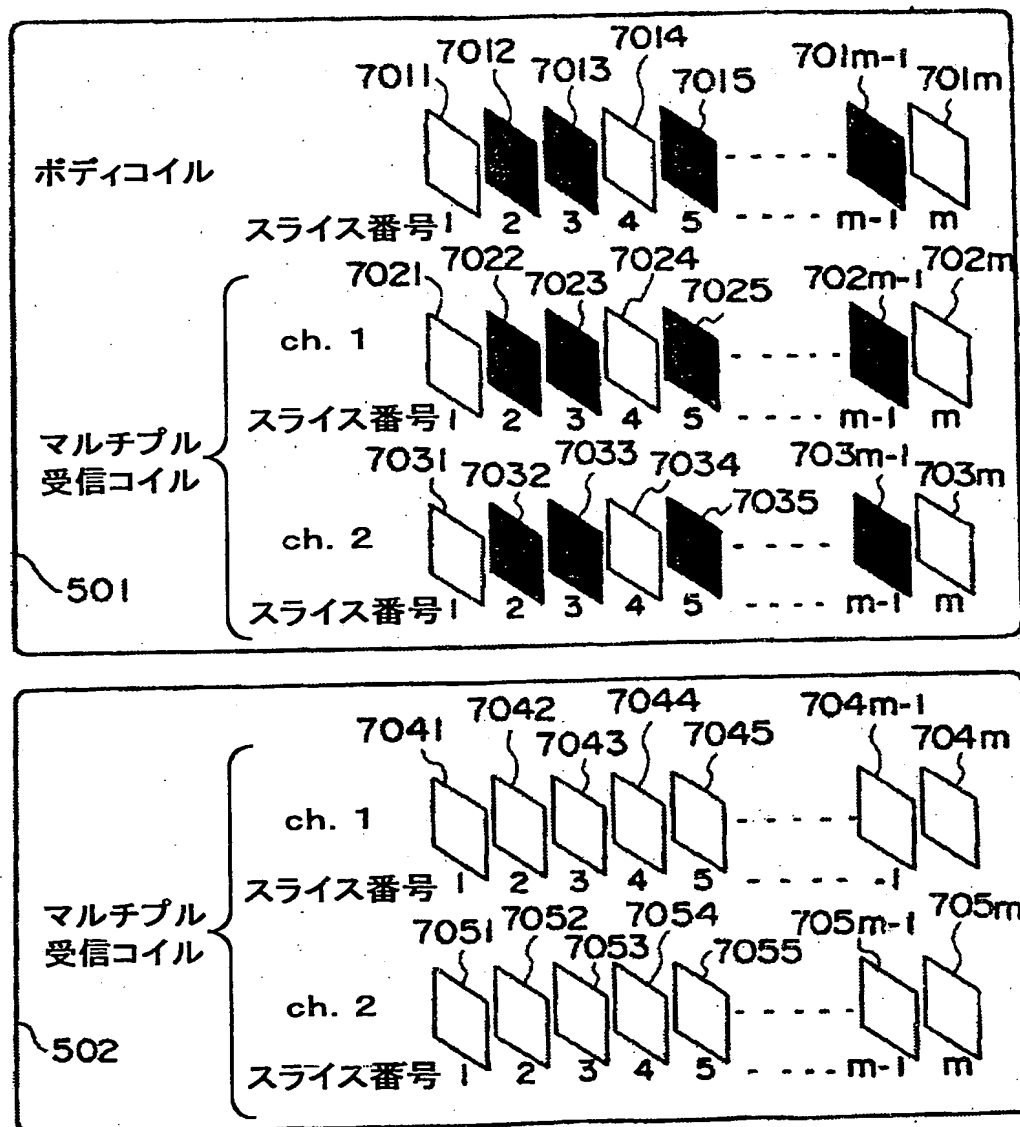 7011 7012 7013 7014 7015 701m-1 701m
ボディコイル
スライス番号 1 2 3 4 5 m-1 m
7021 7022 7023 7024 7025 702m-1 702m
ch. 1
スライス番号 1 2 3 4 5 m-1 m
マルチプル
受信コイル
7031 7032 7033 7034 7035 703m-1 703m
ch. 2
501
スライス番号 1 2 3 4 5 m-1 m
7041 7042 7043 7044 7045 704m-1 704m
ch. 1
スライス番号 1 2 3 4 5 1
マルチプル
受信コイル
7051 7052 7053 7054 7055 705m-1 705m
ch. 2
502
スライス番号 1 2 3 4 5 m-1 m